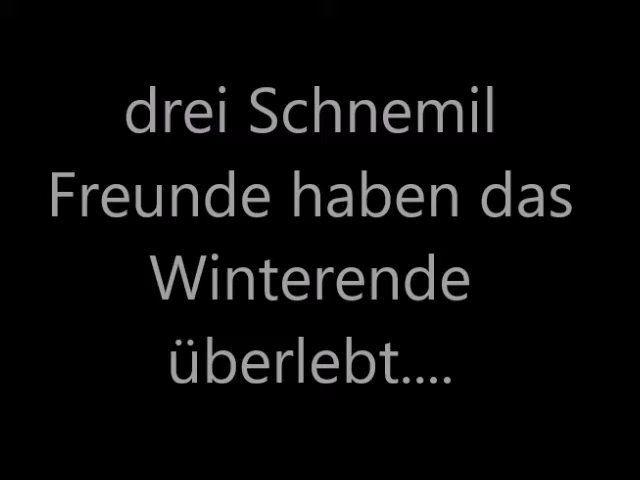 drei Schnemil
Freunde haben das
Winterende
überlebt....